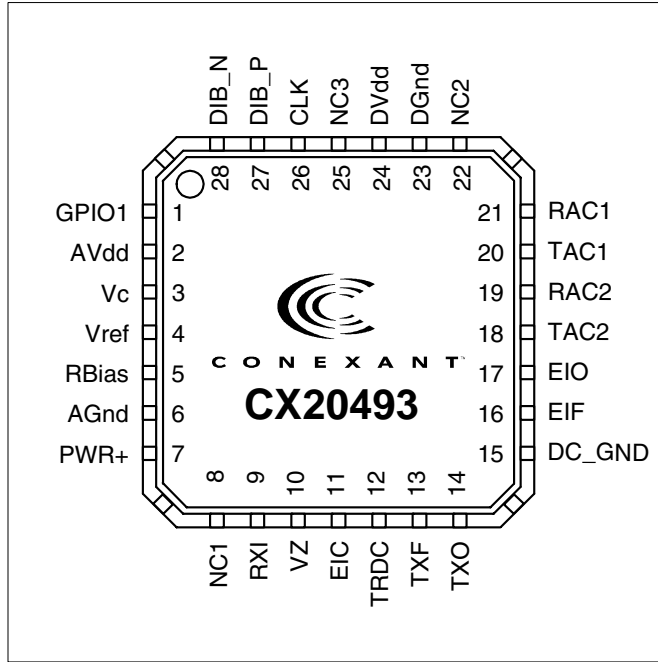 DIB_N
DIB_P
CLK
NC3
DVdd
DGnd
NC2
28
27
26
25
24
23
22
GPIO1 1
AVdd 2
Vc 3
Vref 4
RBias 5
AGnd 6
PWR+ 7
21 RAC1
20 TAC1
19 RAC2
18 TAC2
17 EIO
16 EIF
15 DC_GND
CONEXANT™
CX20493
8
9
10
11
12
13
14
NC1
RXI
VZ
EIC
TRDC
TXF
TXO